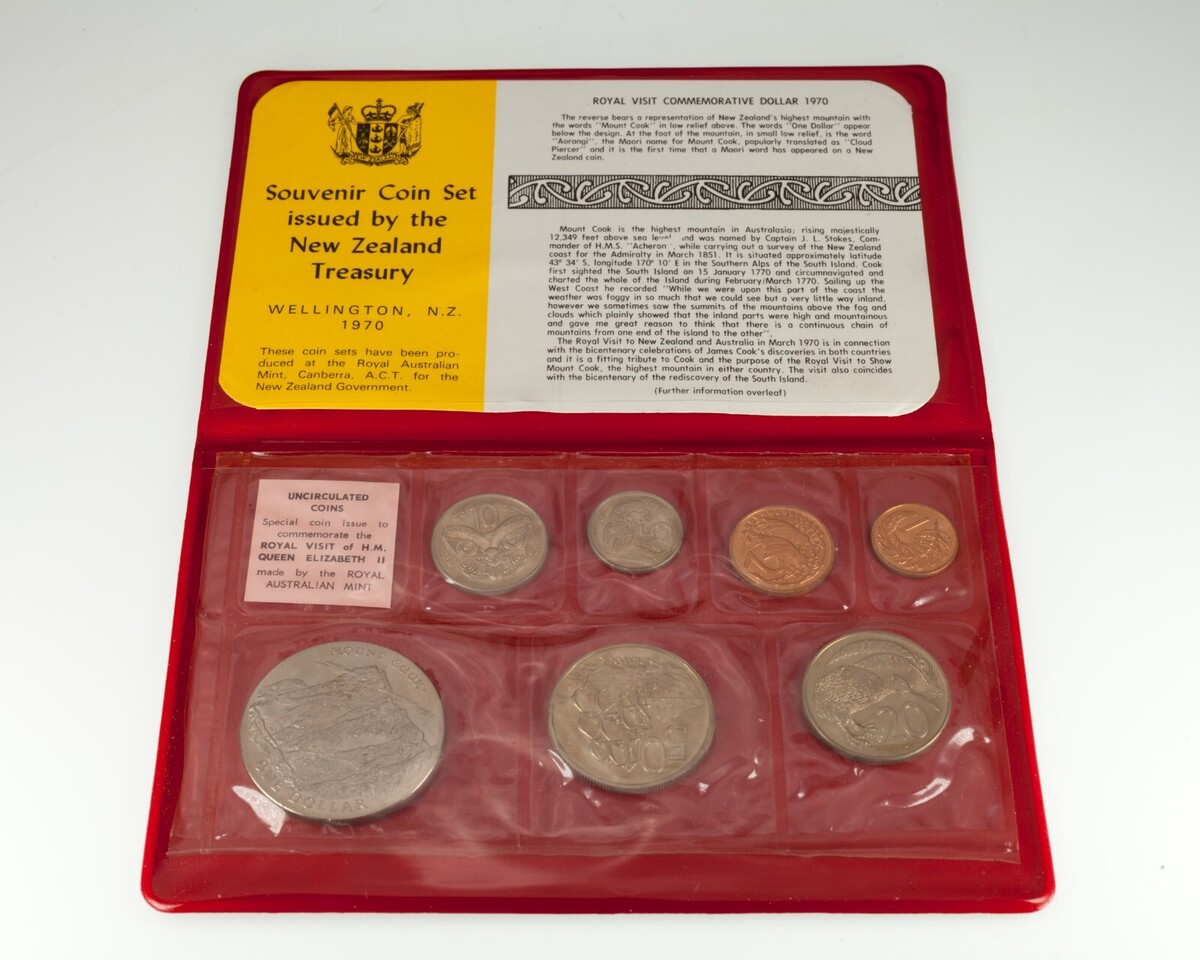 NEW ZEALAND
Souvenir Coin Set
issued by the
New Zealand
Treasury
WELLINGTON, N.Z.
1970
These coin sets have been pro-
duced at the Royal Australian
Mint, Canberra, A.C.T. for the
New Zealand Government.
ROYAL VISIT COMMEMORATIVE DOLLAR 1970
The reverse bears a representation of New Zealand's highest mountain with
the words "Mount Cook" in low relief above. The words "One Dollar" appear
below the design. At the foot of the mountain, in small low relief, is the word
"Aorangi", the Maori name for Mount Cook, popularly translated as "Cloud
Piercer" and it is the first time that a Maori word has appeared on a New
Zealand coin.
Mount Cook is the highest mountain in Australasia; rising majestically
12,349 feet above sea level and was named by Captain J. L. Stokes, Com-
mander of H.M.S. "Acheron", while carrying out a survey of the New Zealand
coast for the Admiralty in March 1851. It is situated approximately latitude
43° 34' S, longitude 170° 10' E in the Southern Alps of the South Island. Cook
first sighted the South Island on 15 January 1770 and circumnavigated and
charted the whole of the Island during February/March 1770. Sailing up the
West Coast he recorded "While we were upon this part of the coast the
weather was foggy in so much that we could see but a very little way inland,
however we sometimes saw the summits of the mountains above the fog and
clouds which plainly showed that the inland parts were high and mountainous
and gave me great reason to think that there is a continuous chain of
mountains from one end of the island to the other".
The Royal Visit to New Zealand and Australia in March 1970 is in connection
with the bicentenary celebrations of James Cook's discoveries in both countries
and it is a fitting tribute to Cook and the purpose of the Royal Visit to Show
Mount Cook, the highest mountain in either country. The visit also coincides
with the bicentenary of the rediscovery of the South Island.
(Further information overleaf)
UNCIRCULATED
COINS
Special coin issue to
commemorate the
ROYAL VISIT of H.M.
QUEEN ELIZABETH II
made by the ROYAL
AUSTRALIAN MINT
10
5
2
1
MOUNT COOK
ONE DOLLAR
50
20